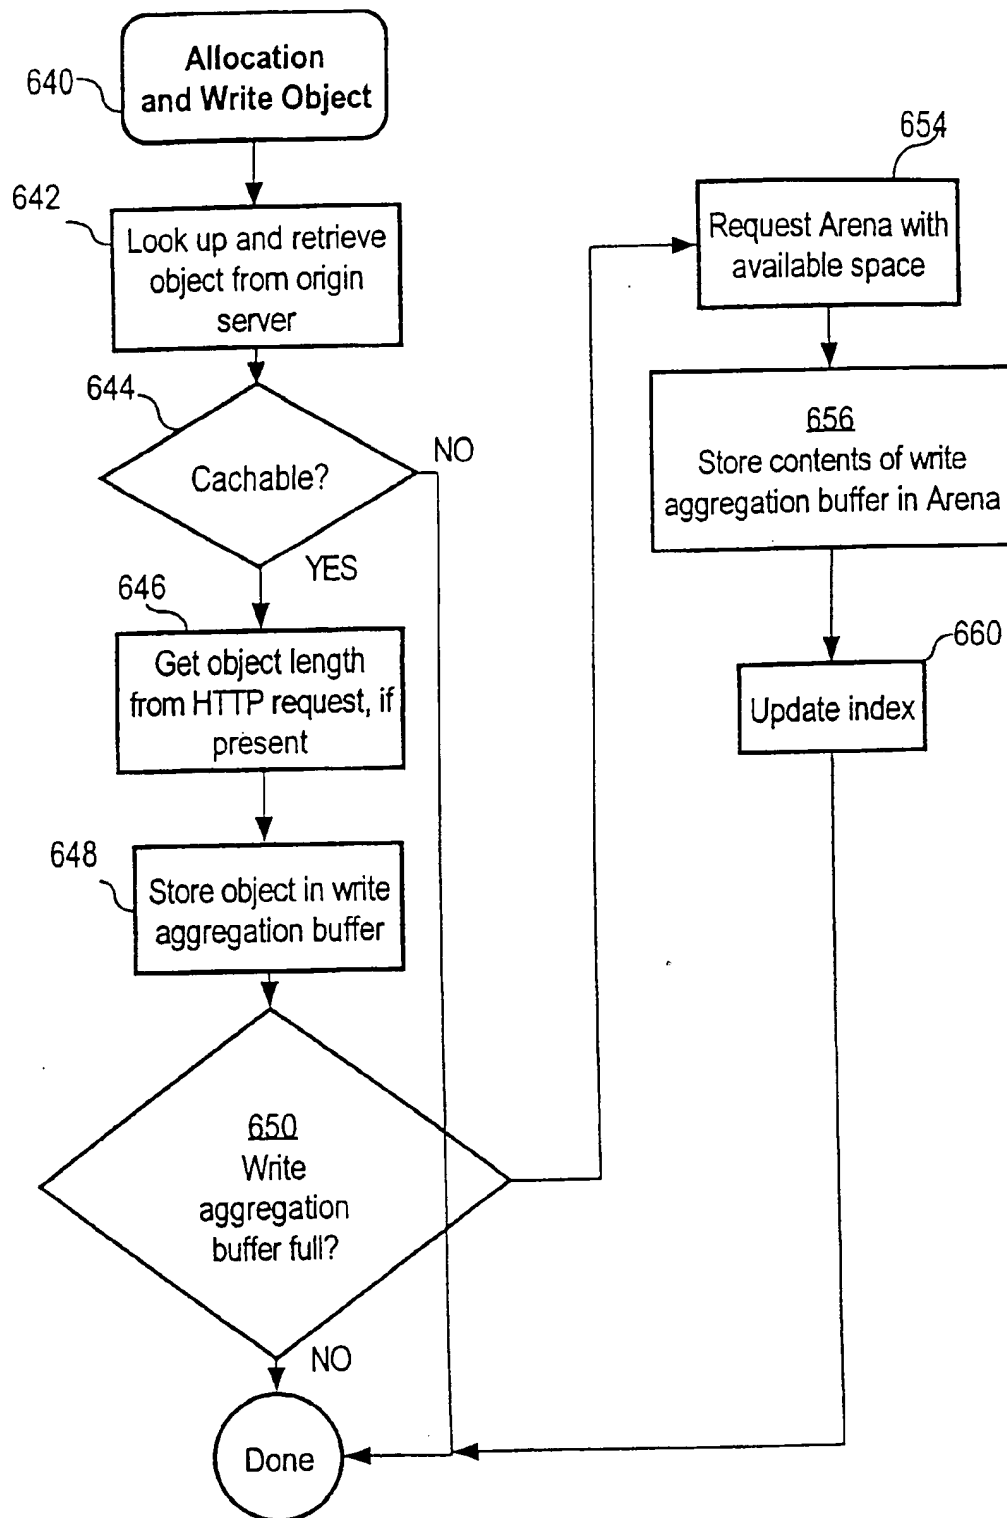 640
Allocation
and Write Object
642
Look up and retrieve
object from origin
server
644
Cachable?
NO
YES
646
Get object length
from HTTP request, if
present
648
Store object in write
aggregation buffer
650
Write
aggregation
buffer full?
NO
Done
654
Request Arena with
available space
656
Store contents of write
aggregation buffer in Arena
660
Update index